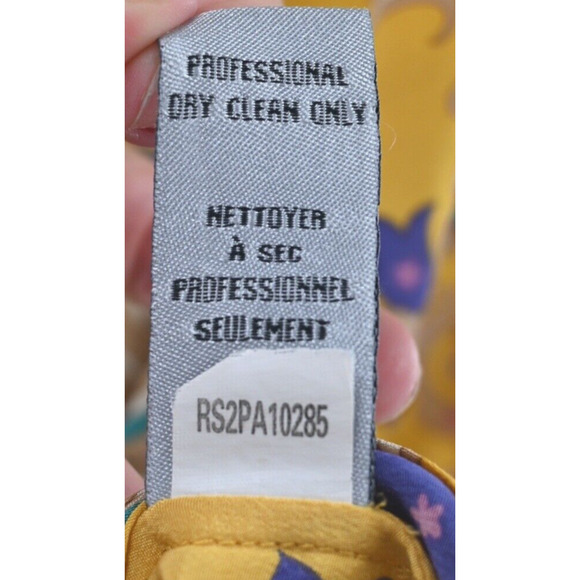 PROFESSIONAL
DRY CLEAN ONLY
NETTOYER
À SEC
PROFESSIONNEL
SEULEMENT
RS2PA10285